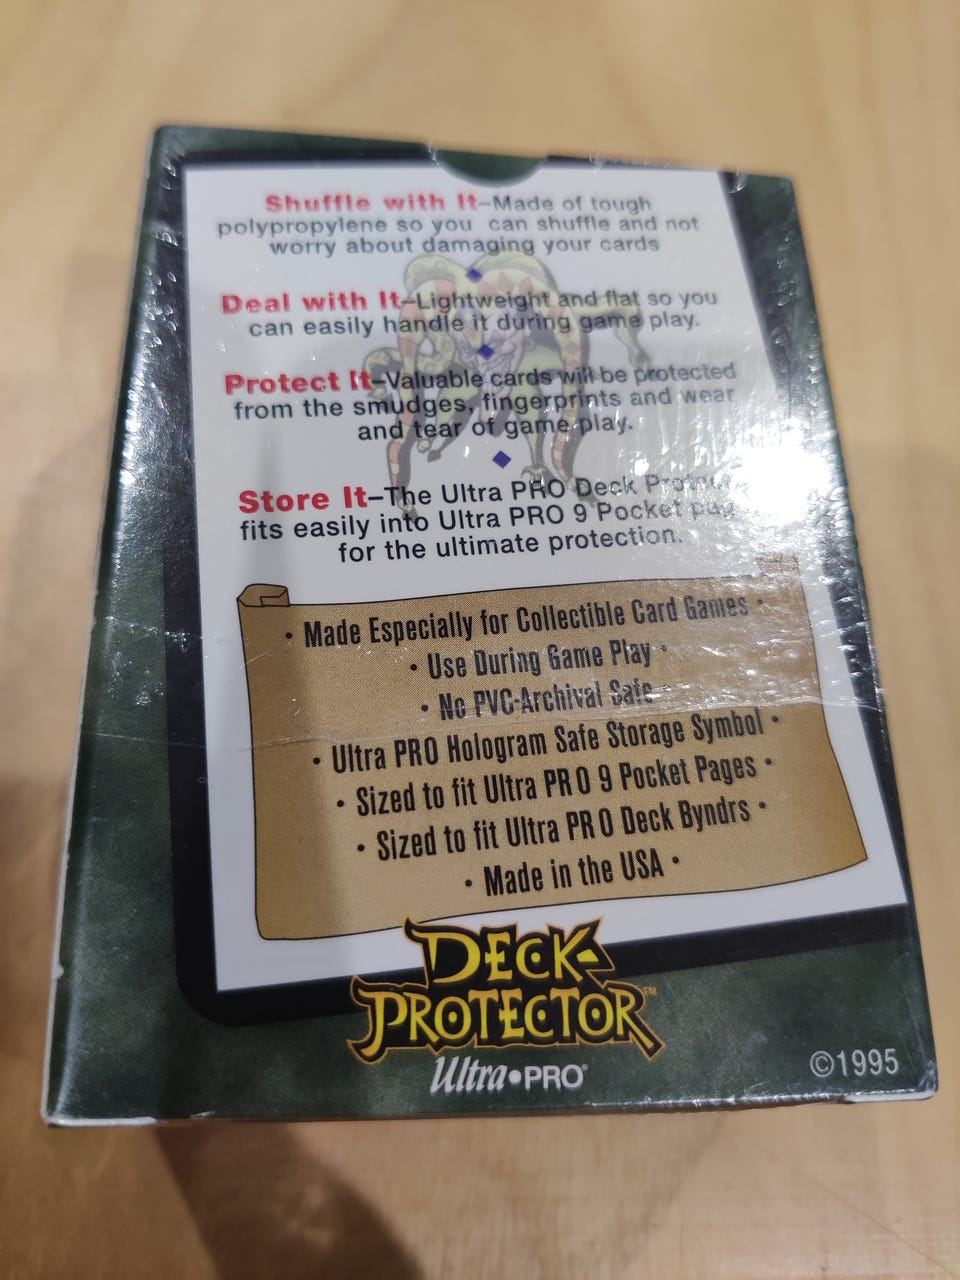 Shuffle with It–Made of tough
polypropylene so you can shuffle and not
worry about damaging your cards
Deal with It–Lightweight and flat so you
can easily handle it during game play.
Protect It–Valuable cards will be protected
from the smudges, fingerprints and wear
and tear of game play.
Store It–The Ultra PRO Deck
fits easily into Ultra PRO 9 Pocket
for the ultimate protection.
• Made Especially for Collectible Card Games •
• Use During Game Play •
• No PVC-Archival Safe •
• Ultra PRO Hologram Safe Storage Symbol •
• Sized to fit Ultra PRO 9 Pocket Pages •
• Sized to fit Ultra PRO Deck Byndrs •
• Made in the USA •
DECK
PROTECTOR™
Ultra•PRO®
©1995